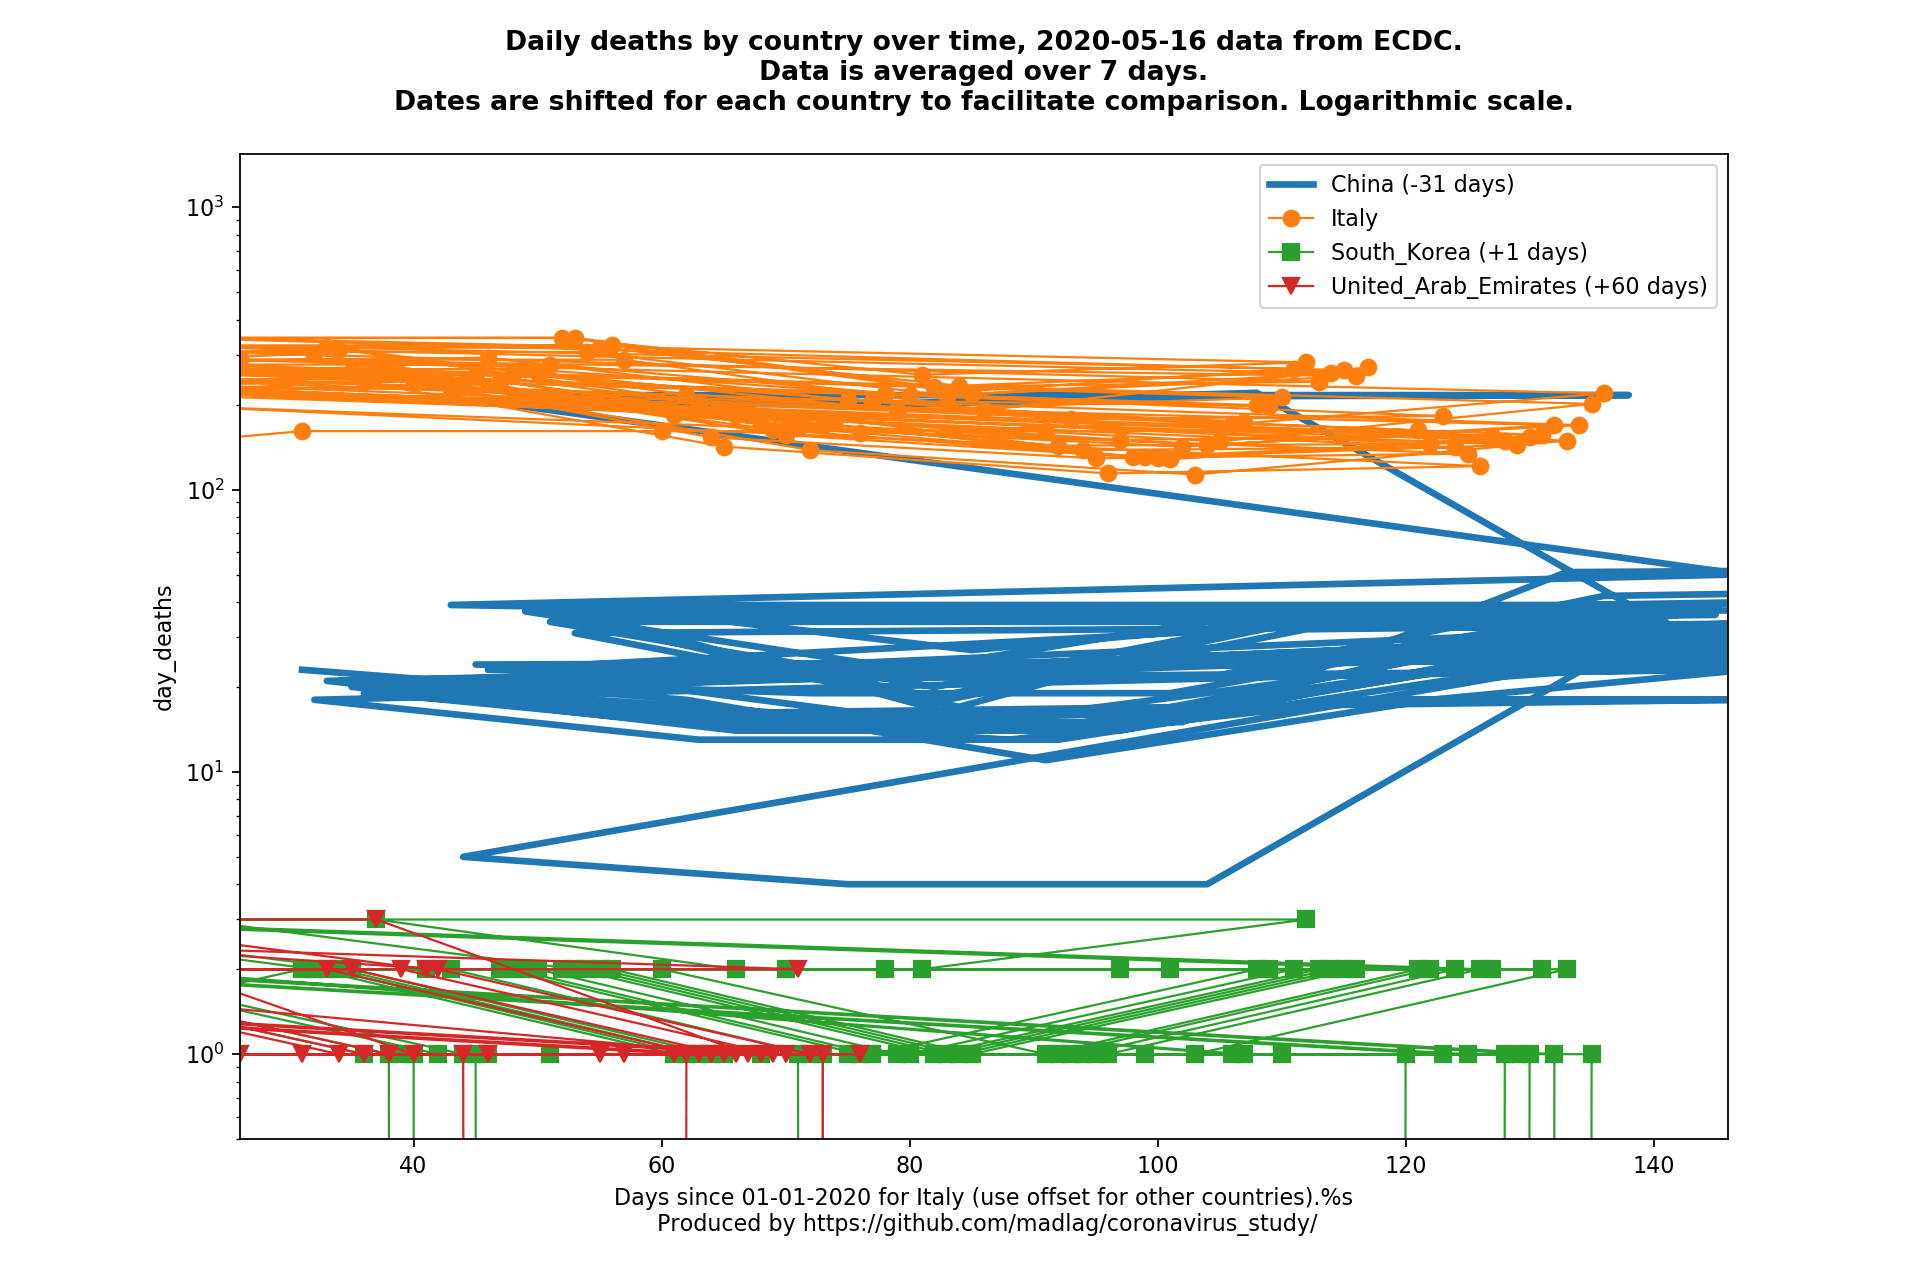 Daily deaths by country over time, 2020-05-16 data from ECDC.
Data is averaged over 7 days.
Dates are shifted for each country to facilitate comparison. Logarithmic scale.
China (-31 days)
Italy
South_Korea (+1 days)
United_Arab_Emirates (+60 days)
10³
10²
10¹
10⁰
day_deaths
40 60 80 100 120 140
Days since 01-01-2020 for Italy (use offset for other countries).%s
Produced by https://github.com/madlag/coronavirus_study/